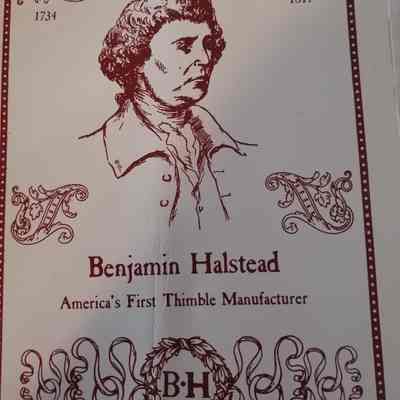 1734
Benjamin Halstead
America's First Thimble Manufacturer
B·H